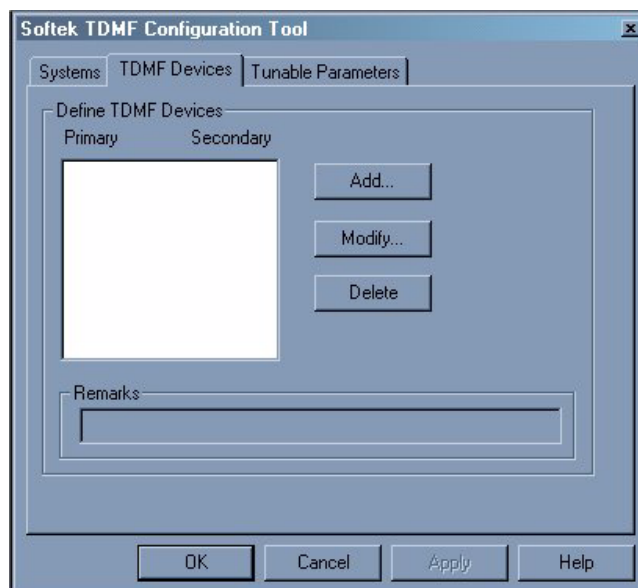 Softek TDMF Configuration Tool
Systems TDMF Devices Tunable Parameters
Define TDMF Devices
Primary Secondary
Add...
Modify...
Delete
Remarks
OK Cancel Apply Help